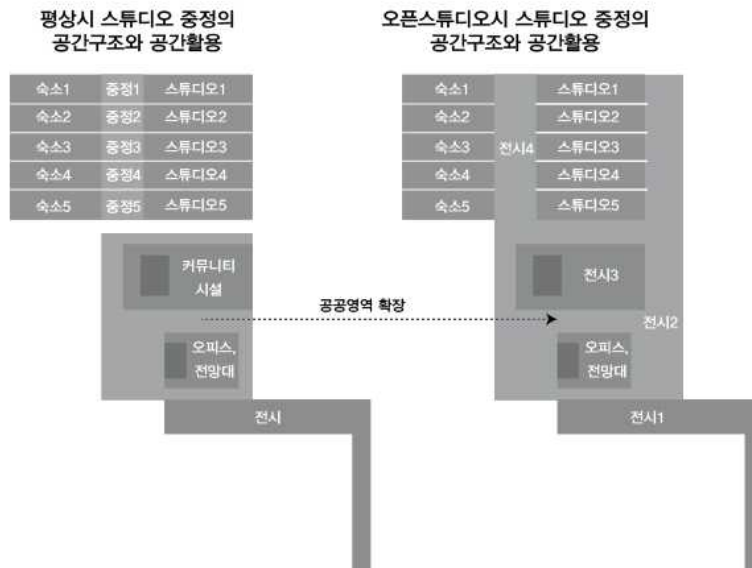 평상시 스튜디오 중정의
공간구조와 공간활용
숙소1 중정1 스튜디오1
숙소2 중정2 스튜디오2
숙소3 중정3 스튜디오3
숙소4 중정4 스튜디오4
숙소5 중정5 스튜디오5
커뮤니티
시설
오피스,
전망대
전시
공공영역 확장
오픈스튜디오시 스튜디오 중정의
공간구조와 공간활용
숙소1 스튜디오1
숙소2 스튜디오2
숙소3 전시4 스튜디오3
숙소4 스튜디오4
숙소5 스튜디오5
전시3
전시2
오피스,
전망대
전시1